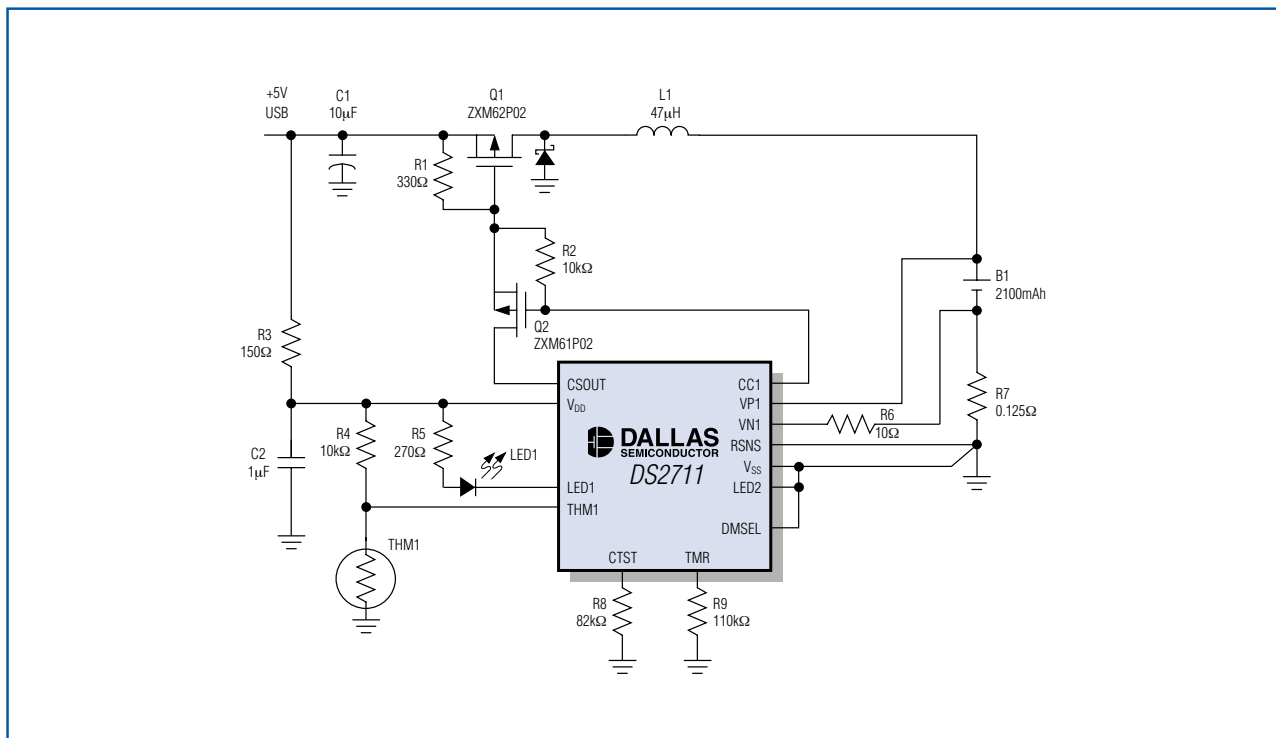 +5V
USB
C1
10μF
Q1
ZXM62P02
L1
47μH
R1
330Ω
R2
10kΩ
B1
2100mAh
Q2
ZXM61P02
R3
150Ω
CSOUT
CC1
VDD
VP1
R7
0.125Ω
R4
10kΩ
R5
270Ω
VN1
R6
10Ω
DALLAS
SEMICONDUCTOR
DS2711
RSNS
C2
1μF
LED1
VSS
LED1
LED2
THM1
DMSEL
THM1
CTST
TMR
R8
82kΩ
R9
110kΩ